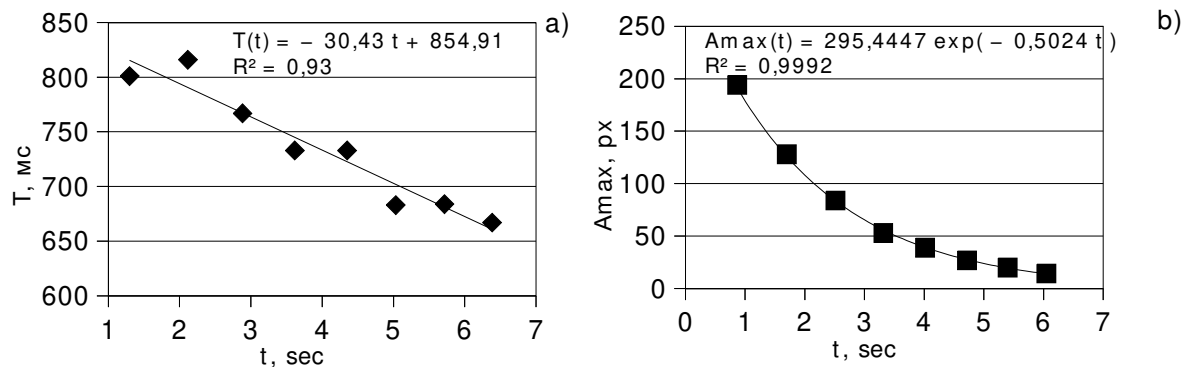 a)
T(t) = – 30,43 t + 854,91
R² = 0,93
850
800
750
700
650
600
T, мс
1 2 3 4 5 6 7
t, sec
b)
Amax(t) = 295,4447 exp( – 0,5024 t )
R² = 0,9992
250
200
150
100
50
0
Amax, px
0 1 2 3 4 5 6 7
t, sec